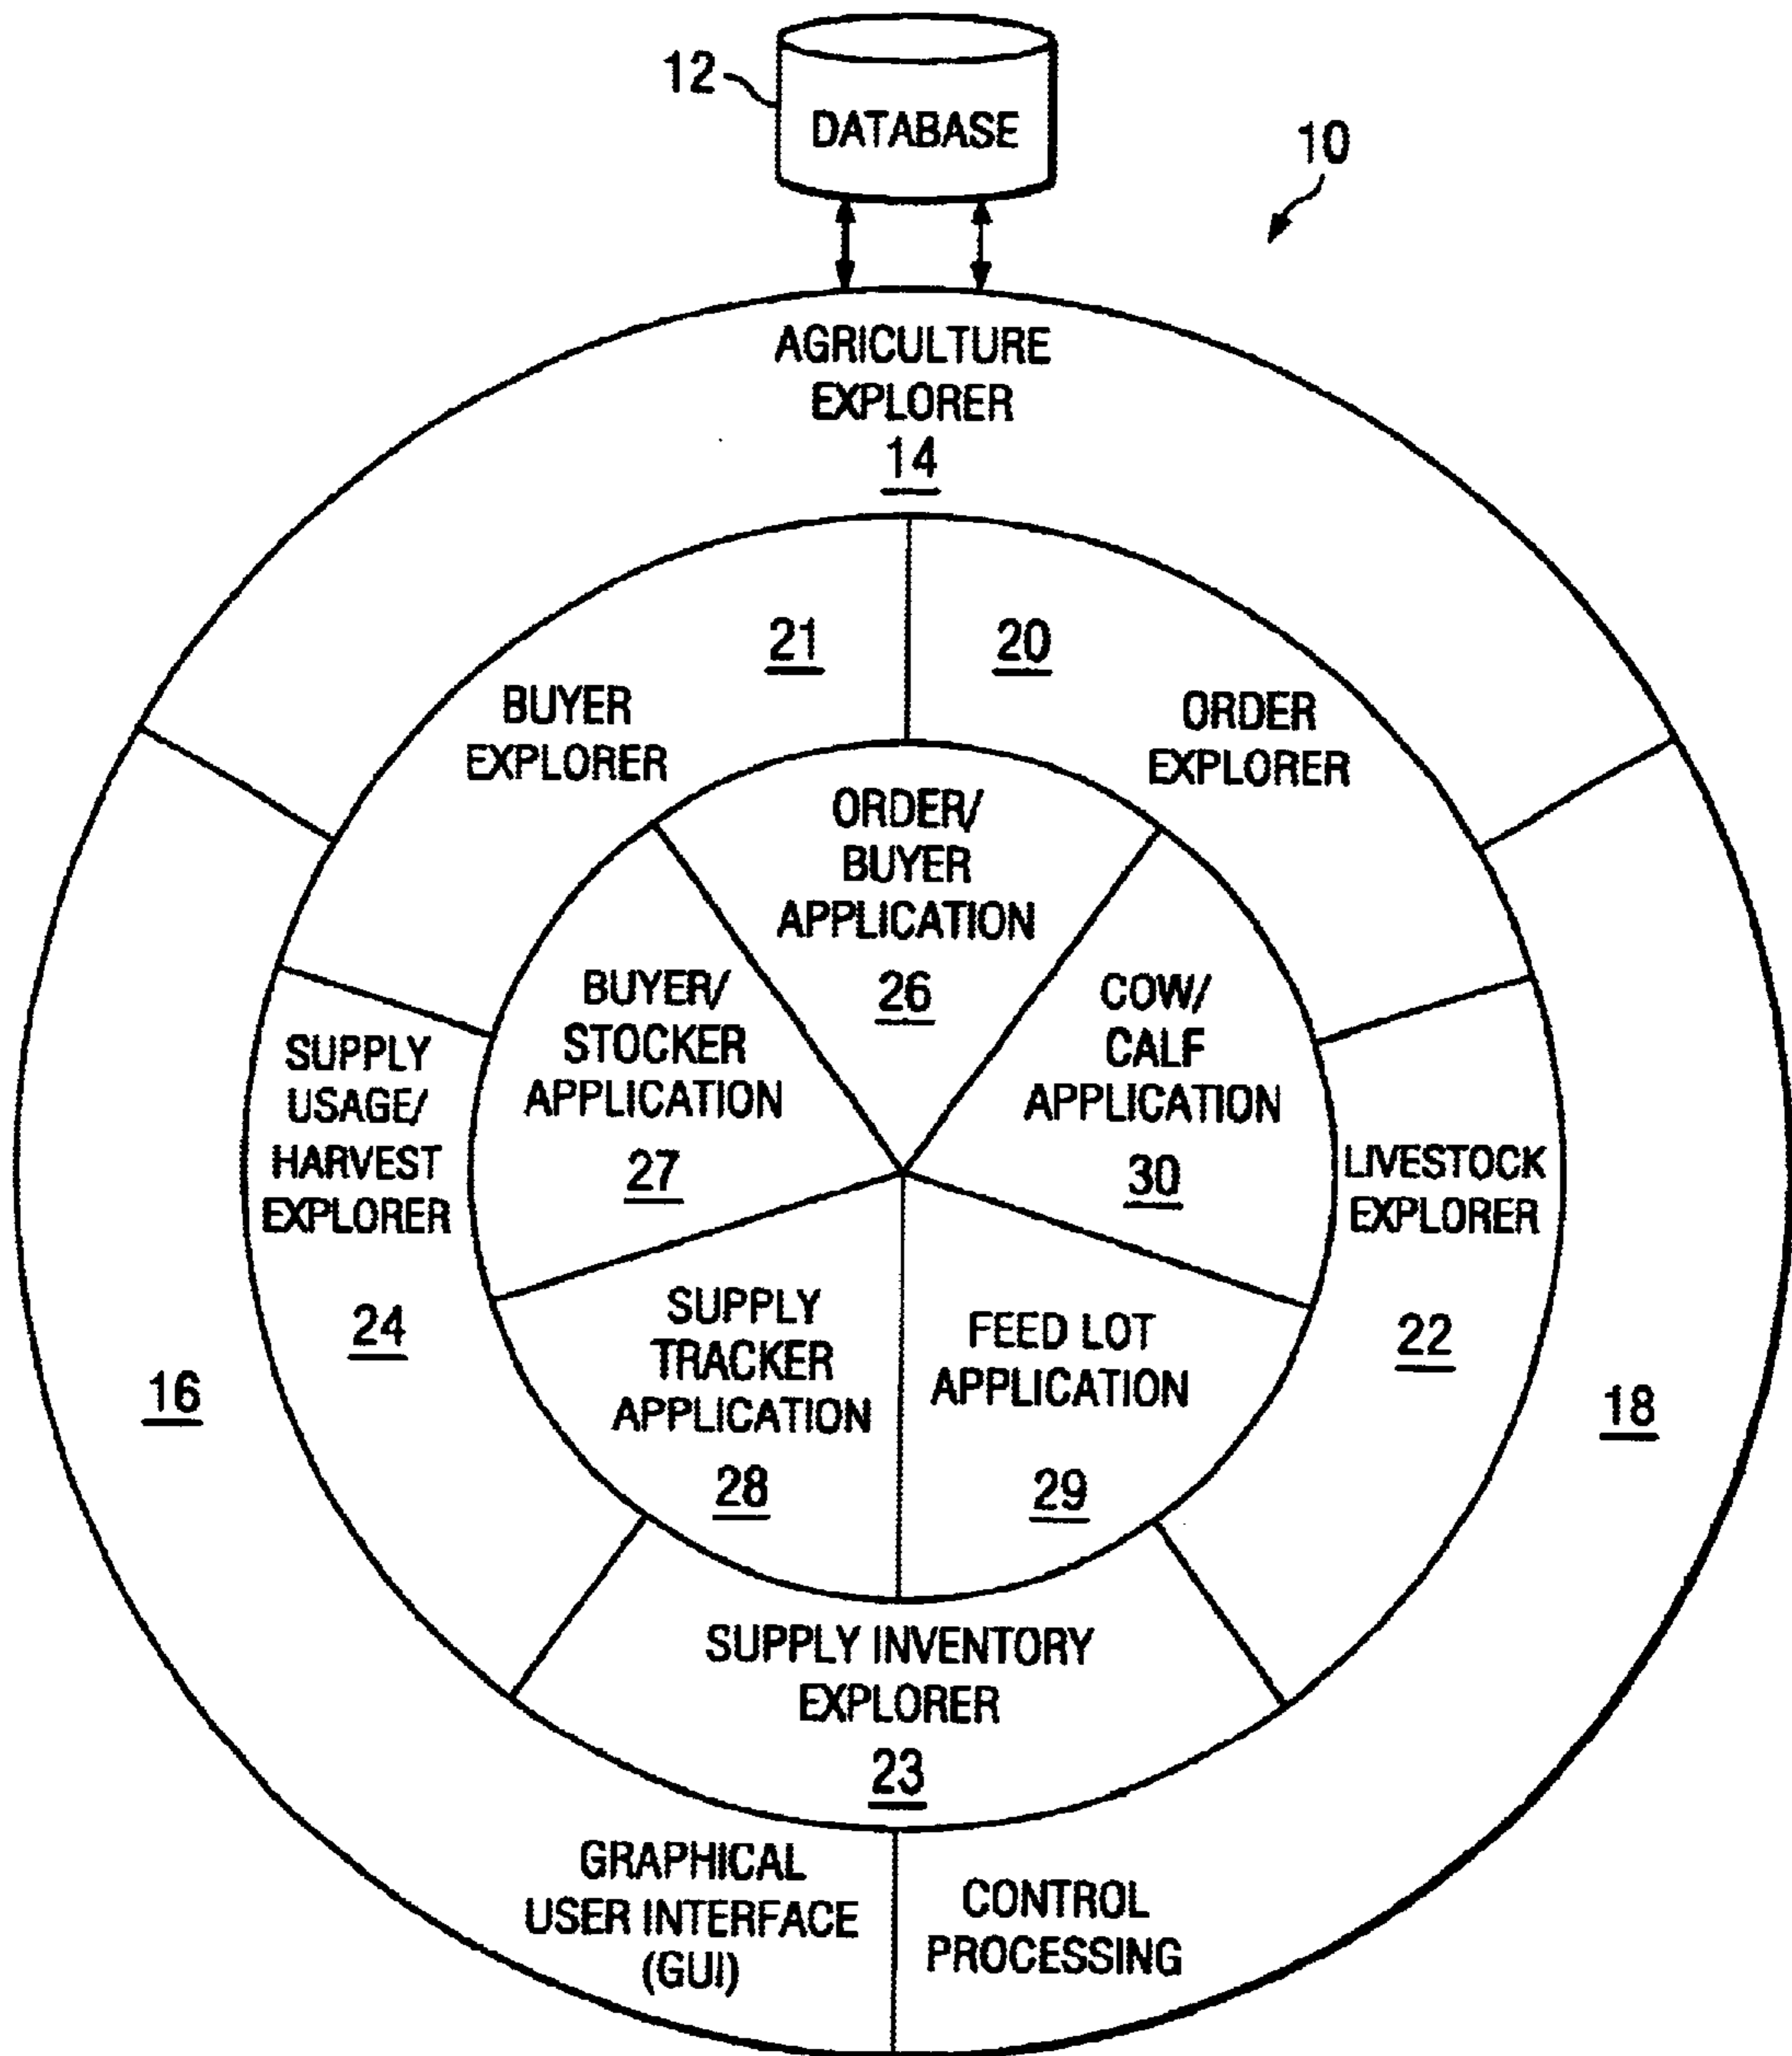 12
DATABASE
10
AGRICULTURE
EXPLORER
14
21
20
BUYER
EXPLORER
ORDER
EXPLORER
ORDER/
BUYER
APPLICATION
26
BUYER/
STOCKER
APPLICATION
27
COW/
CALF
APPLICATION
30
SUPPLY
USAGE/
HARVEST
EXPLORER
24
LIVESTOCK
EXPLORER
22
SUPPLY
TRACKER
APPLICATION
28
FEED LOT
APPLICATION
29
16
18
SUPPLY INVENTORY
EXPLORER
23
GRAPHICAL
USER INTERFACE
(GUI)
CONTROL
PROCESSING